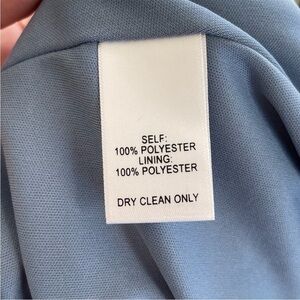 SELF:
100% POLYESTER
LINING:
100% POLYESTER
DRY CLEAN ONLY